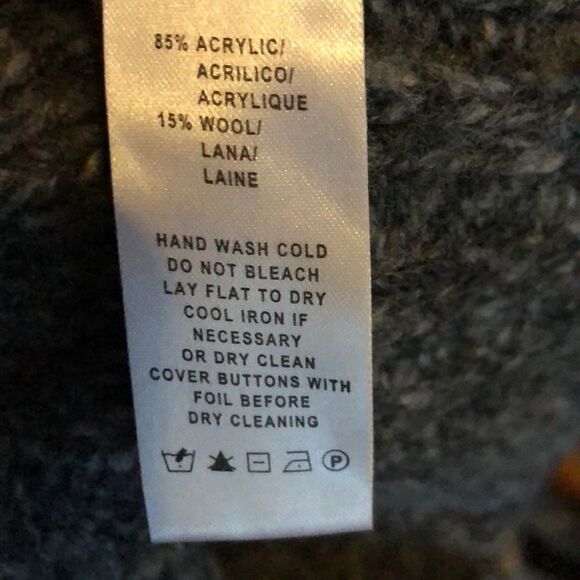 85% ACRYLIC/
ACRILICO/
ACRYLIQUE
15% WOOL/
LANA/
LAINE
HAND WASH COLD
DO NOT BLEACH
LAY FLAT TO DRY
COOL IRON IF
NECESSARY
OR DRY CLEAN
COVER BUTTONS WITH
FOIL BEFORE
DRY CLEANING
P